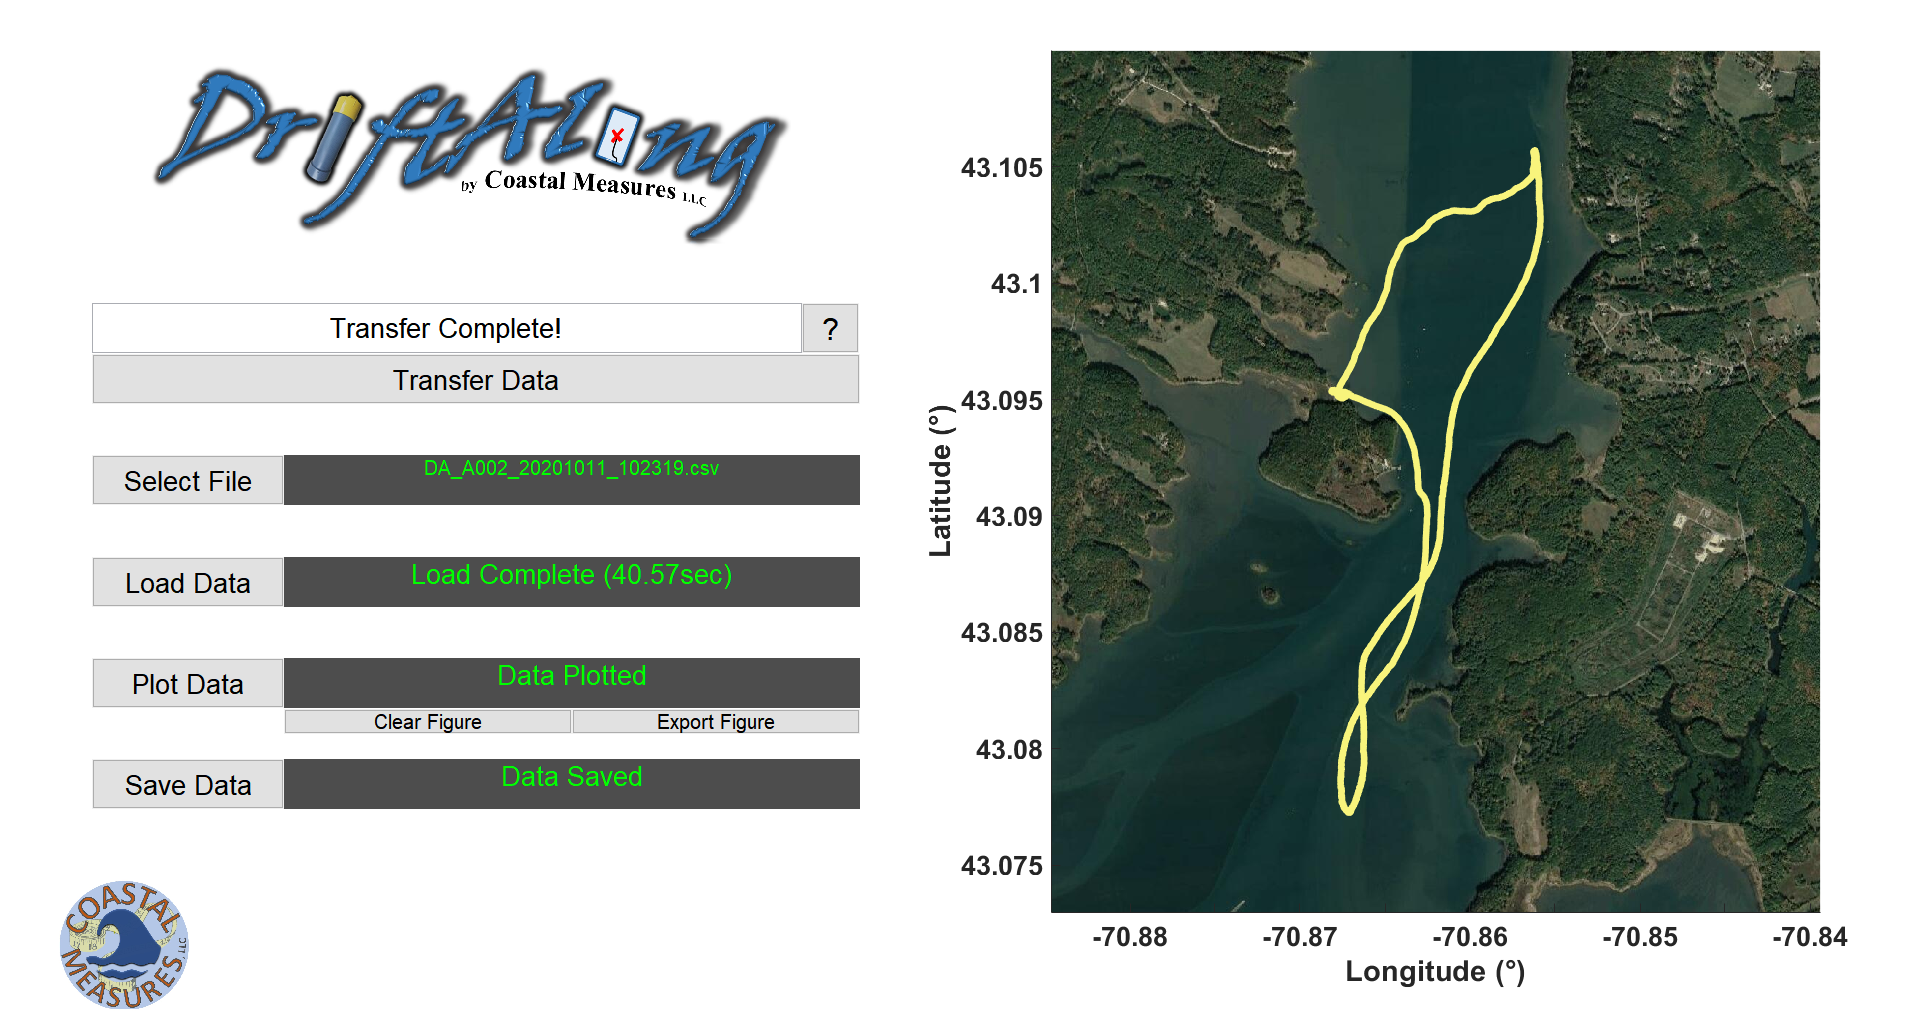 DriftAlong
by Coastal Measures LLC
Transfer Complete!
?
Transfer Data
Select File
DA_A002_20201011_102319.csv
Load Data
Load Complete (40.57sec)
Plot Data
Data Plotted
Clear Figure
Export Figure
Save Data
Data Saved
COASTAL
MEASURES, LLC
Latitude (°)
43.105
43.1
43.095
43.09
43.085
43.08
43.075
-70.88
-70.87
-70.86
-70.85
-70.84
Longitude (°)